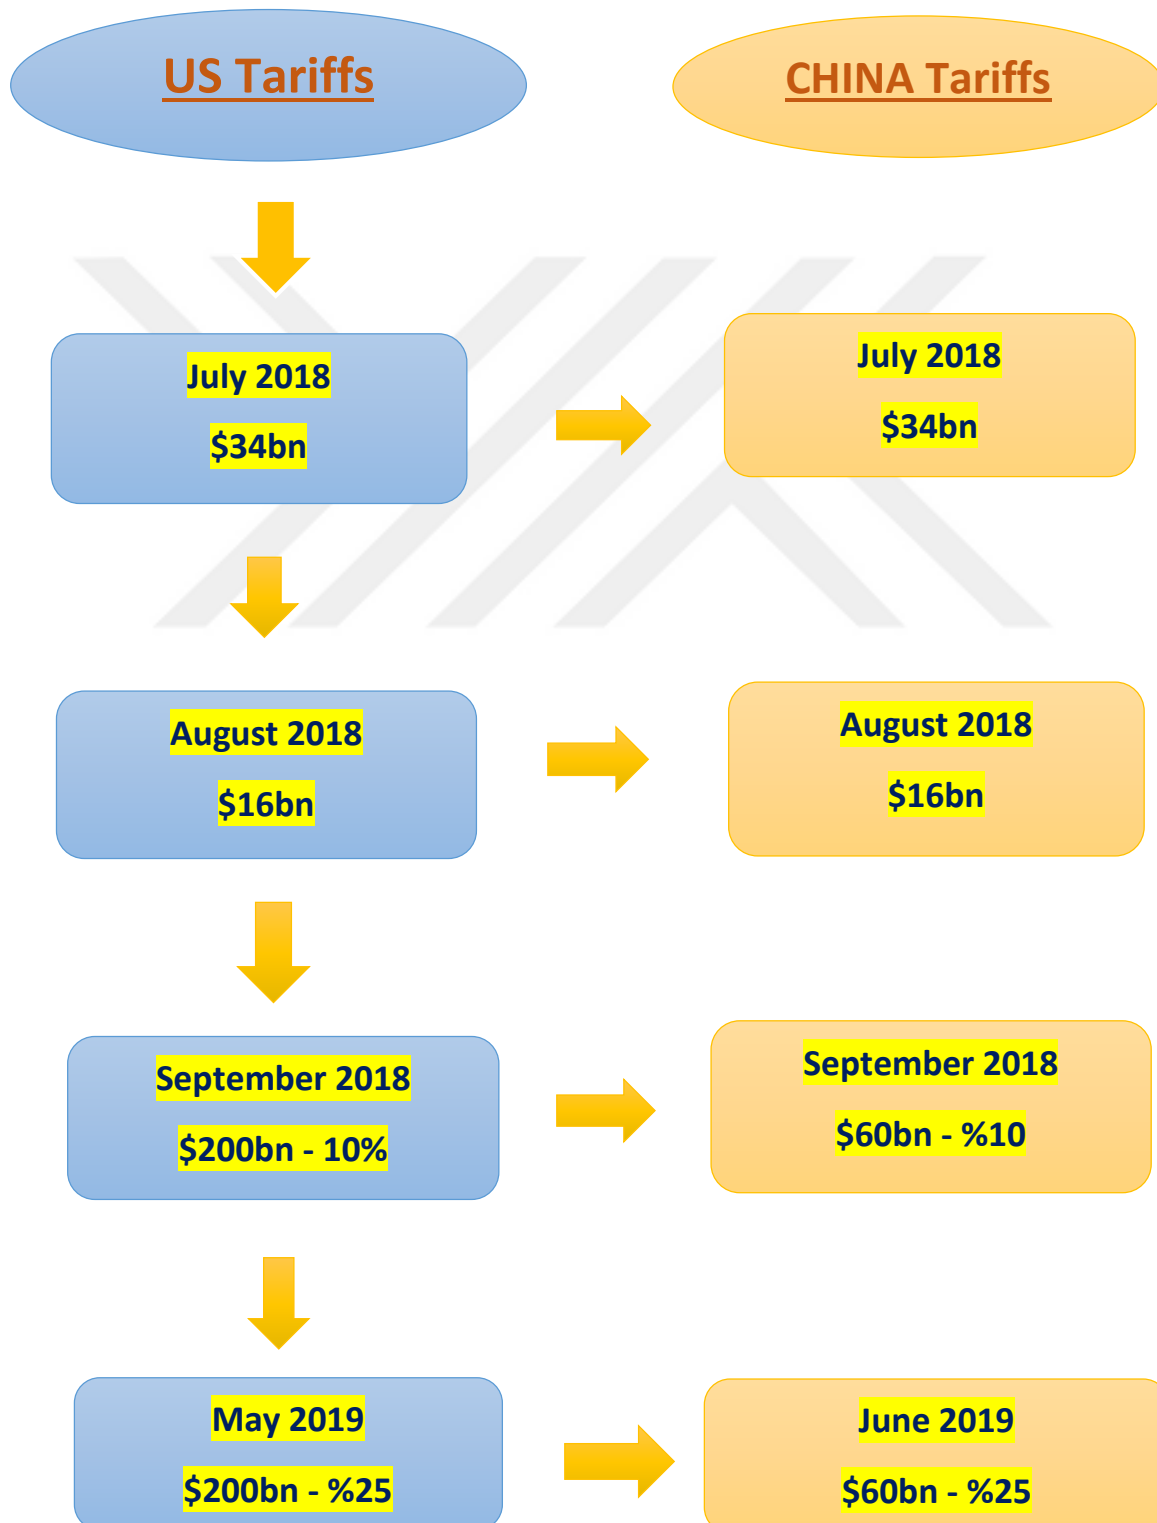 US Tariffs
CHINA Tariffs
July 2018
$34bn
July 2018
$34bn
August 2018
$16bn
August 2018
$16bn
September 2018
$200bn - 10%
September 2018
$60bn - %10
May 2019
$200bn - %25
June 2019
$60bn - %25